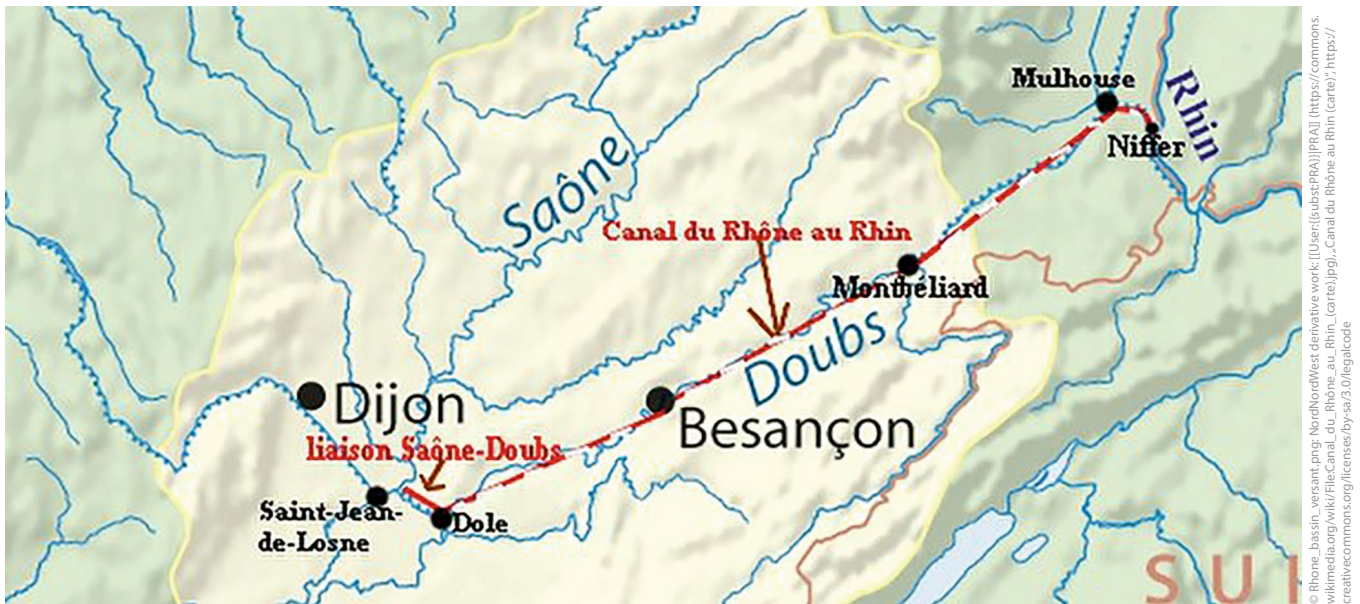 Mulhouse
Rhin
Niffer
Saône
Canal du Rhône au Rhin
Montbéliard
Doubs
Dijon
Besançon
liaison Saône-Doubs
Saint-Jean-
de-Losne
Dole
SUI
© Rhone_bassin_versant.png: NordNordWest derivative work: [[User:{{subst:PRA}}|PRA]] (https://commons.
wikimedia.org/wiki/File:Canal_du_Rhône_au_Rhin_(carte).jpg), „Canal du Rhône au Rhin (carte)“, https://
creativecommons.org/licenses/by-sa/3.0/legalcode